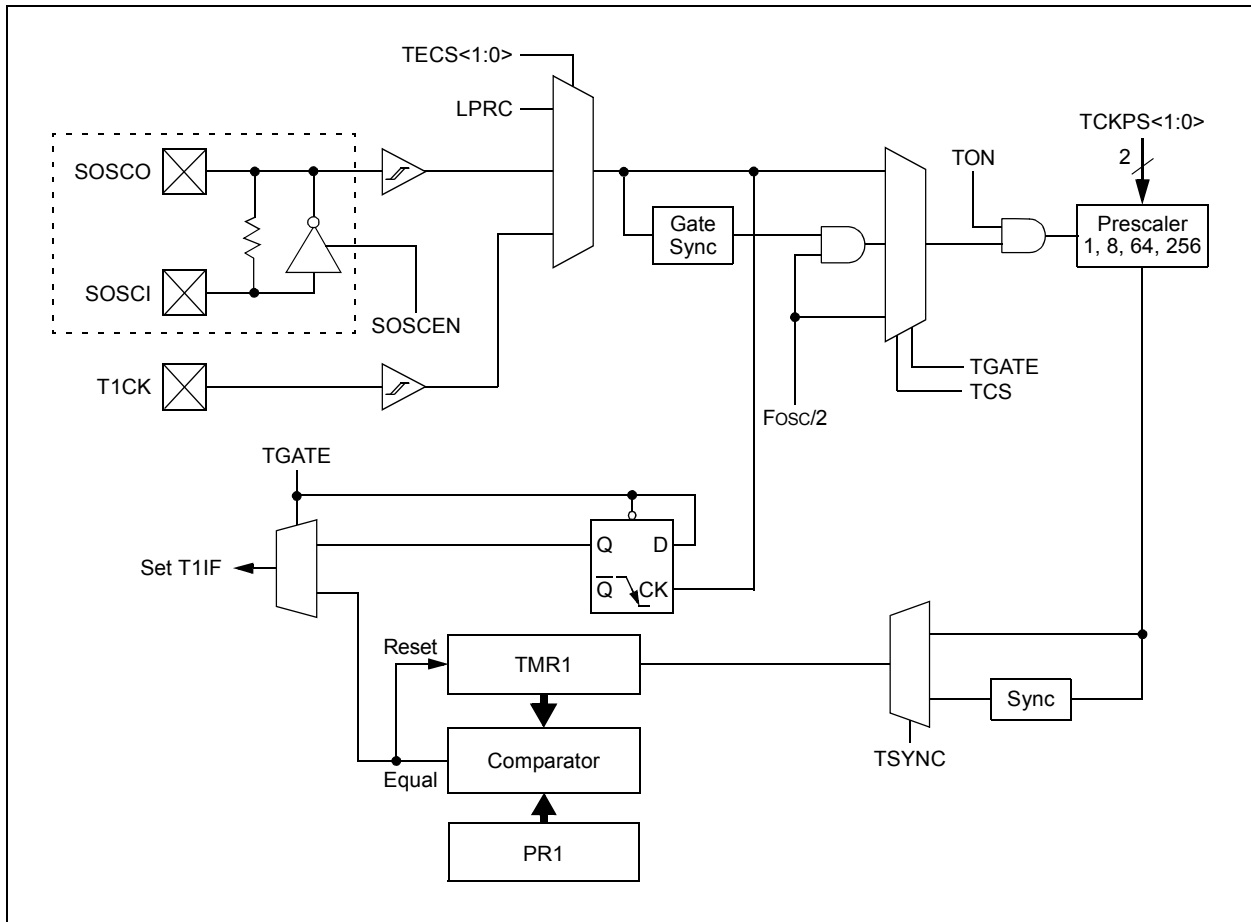 TECS<1:0>
LPRC
TCKPS<1:0>
SOSCO
TON
2
Gate
Sync
Prescaler
1, 8, 64, 256
SOSCI
SOSCEN
TGATE
T1CK
TCS
FOSC/2
TGATE
Q D
Set T1IF
Q CK
Reset
TMR1
Sync
Comparator
TSYNC
Equal
PR1